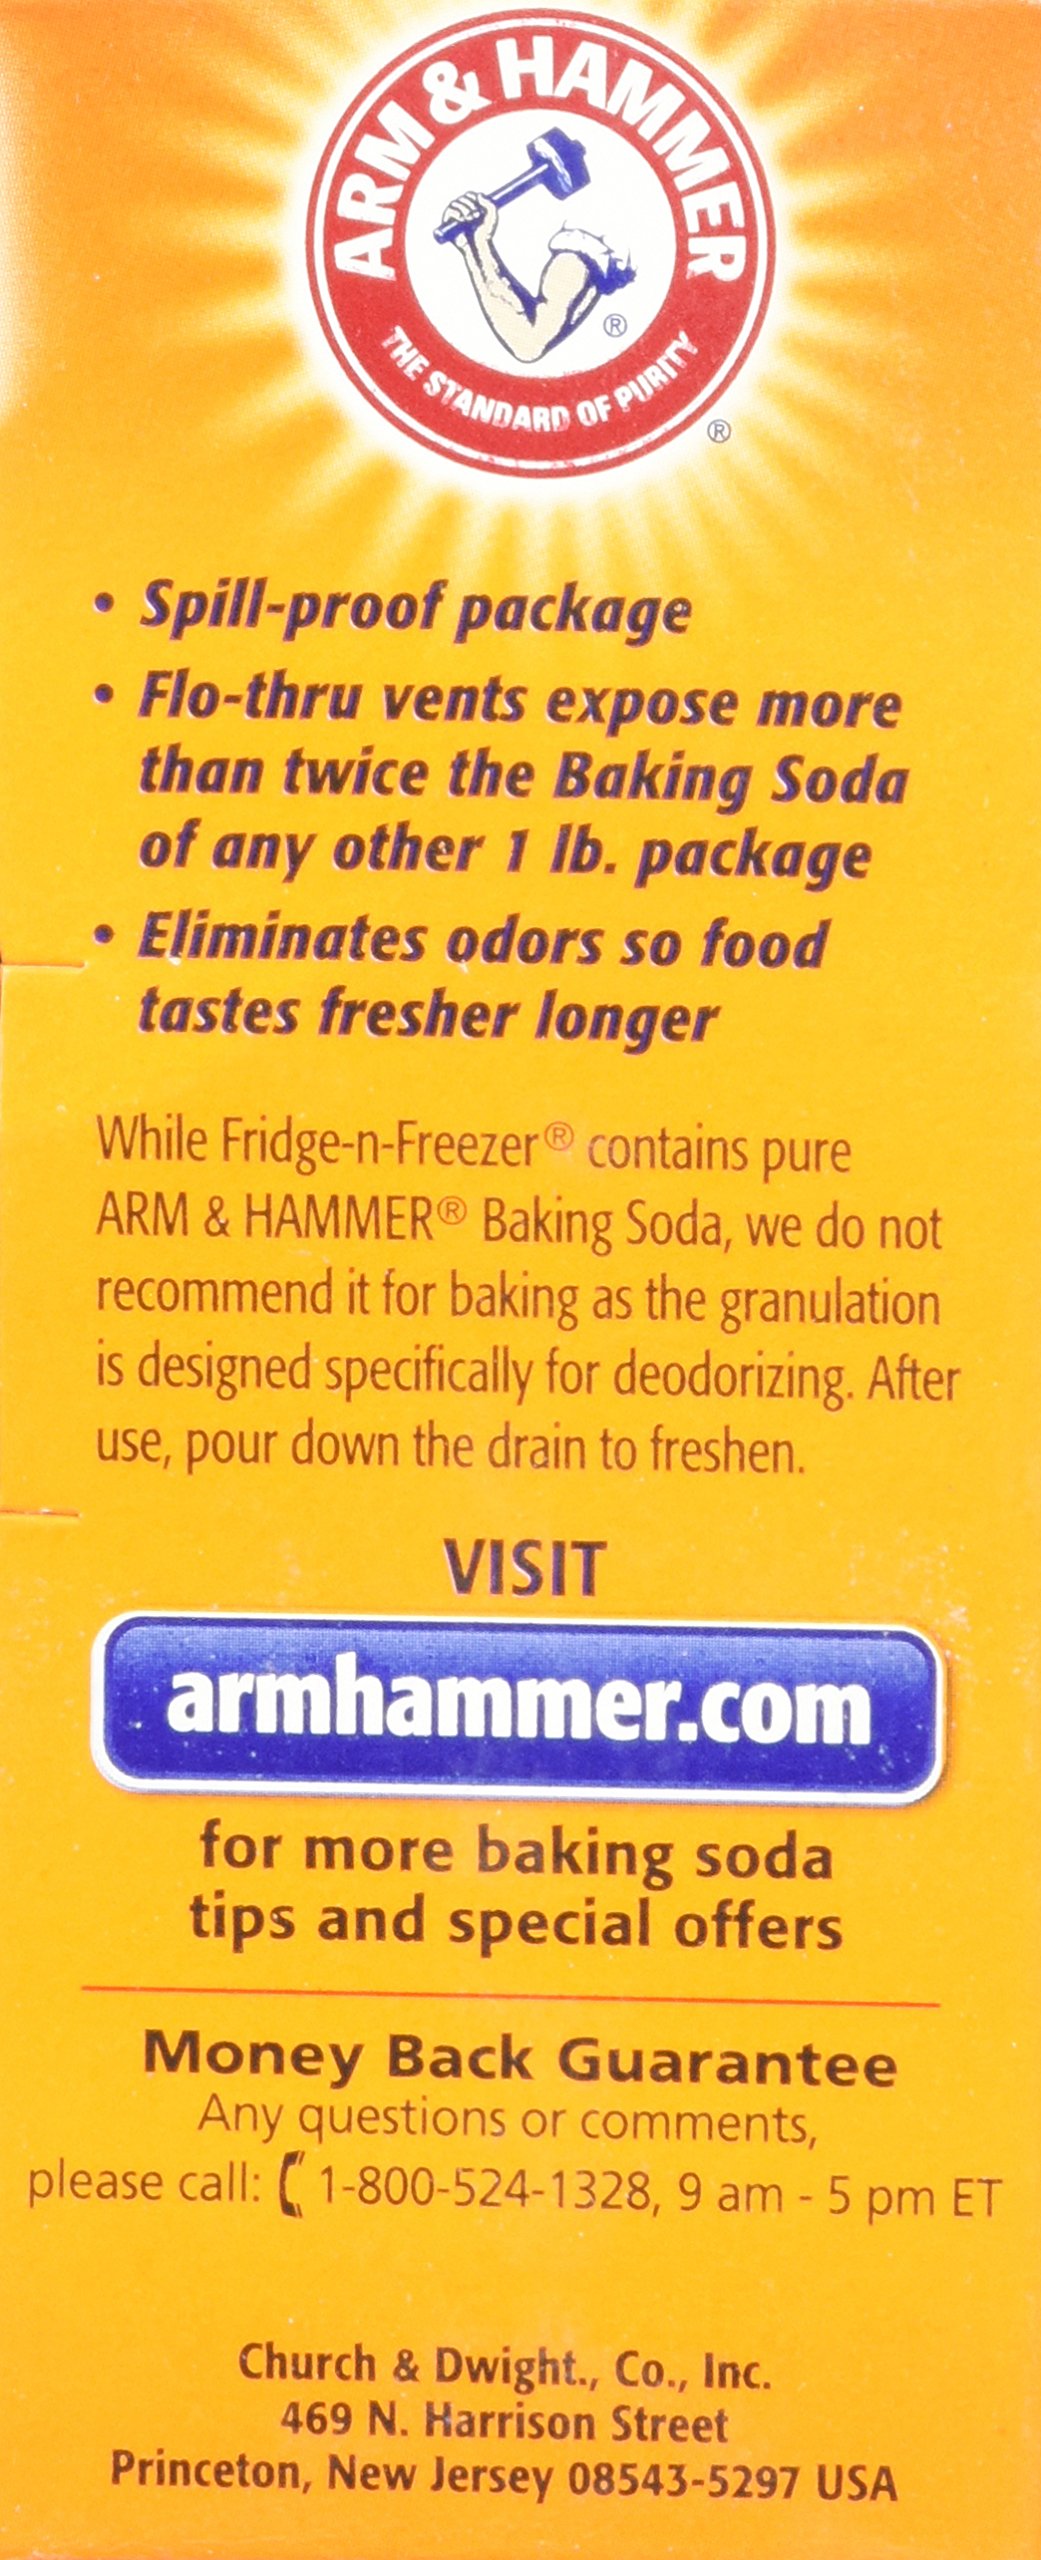 ARM & HAMMER
THE STANDARD OF PURITY
®
®
• Spill-proof package
• Flo-thru vents expose more
than twice the Baking Soda
of any other 1 lb. package
• Eliminates odors so food
tastes fresher longer
While Fridge-n-Freezer® contains pure
ARM & HAMMER® Baking Soda, we do not
recommend it for baking as the granulation
is designed specifically for deodorizing. After
use, pour down the drain to freshen.
VISIT
armhammer.com
for more baking soda
tips and special offers
Money Back Guarantee
Any questions or comments,
please call: 1-800-524-1328, 9 am - 5 pm ET
Church & Dwight., Co., Inc.
469 N. Harrison Street
Princeton, New Jersey 08543-5297 USA